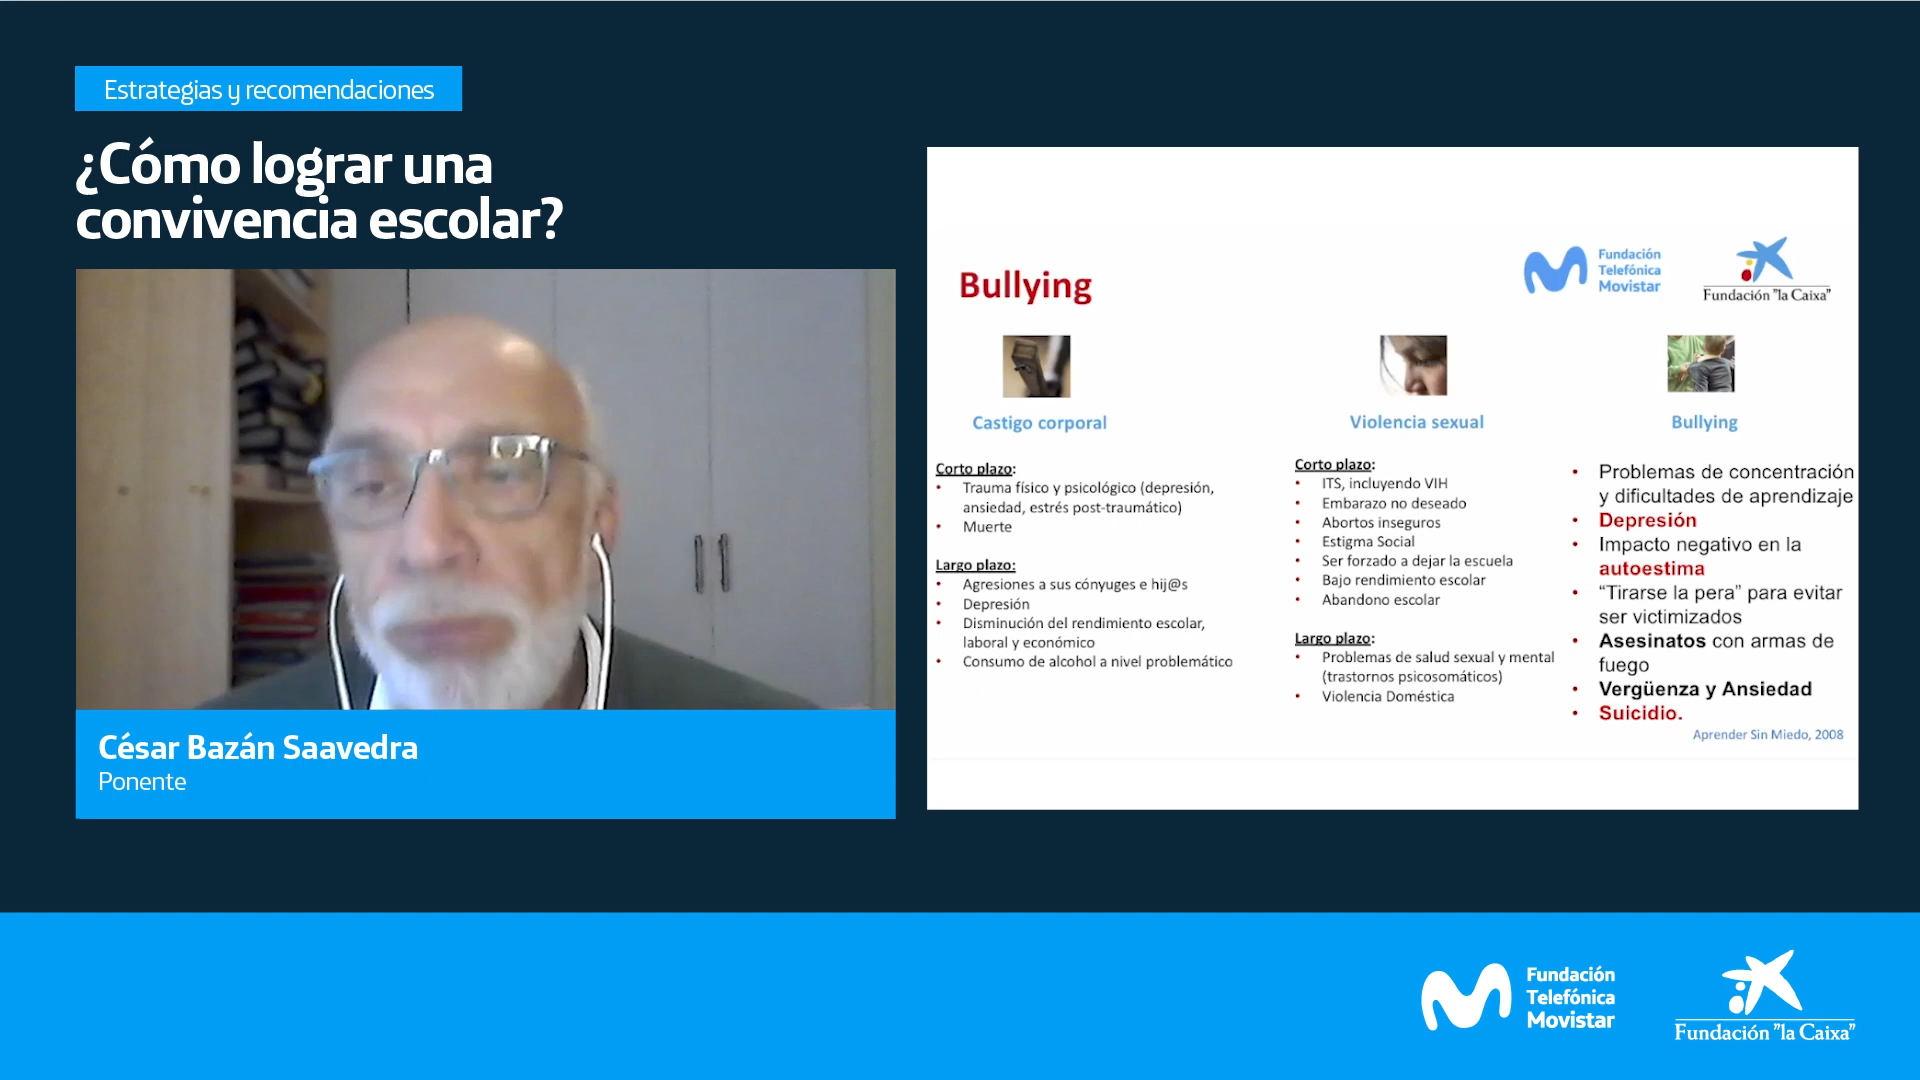 Estrategias y recomendaciones
¿Cómo lograr una
convivencia escolar?
César Bazán Saavedra
Ponente
Bullying
Fundación
Telefónica
Movistar
Fundación "la Caixa"
Castigo corporal
Corto plazo:
• Trauma físico y psicológico (depresión,
ansiedad, estrés post-traumático)
• Muerte
Largo plazo:
• Agresiones a sus cónyuges e hij@s
• Depresión
• Disminución del rendimiento escolar,
laboral y económico
• Consumo de alcohol a nivel problemático
Violencia sexual
Corto plazo:
• ITS, incluyendo VIH
• Embarazo no deseado
• Abortos inseguros
• Estigma Social
• Ser forzado a dejar la escuela
• Bajo rendimiento escolar
• Abandono escolar
Largo plazo:
• Problemas de salud sexual y mental
(trastornos psicosomáticos)
• Violencia Doméstica
Bullying
• Problemas de concentración
y dificultades de aprendizaje
• Depresión
• Impacto negativo en la
autoestima
• “Tirarse la pera” para evitar
ser victimizados
• Asesinatos con armas de
fuego
• Vergüenza y Ansiedad
• Suicidio.
Aprender Sin Miedo, 2008
Fundación
Telefónica
Movistar
Fundación "la Caixa"